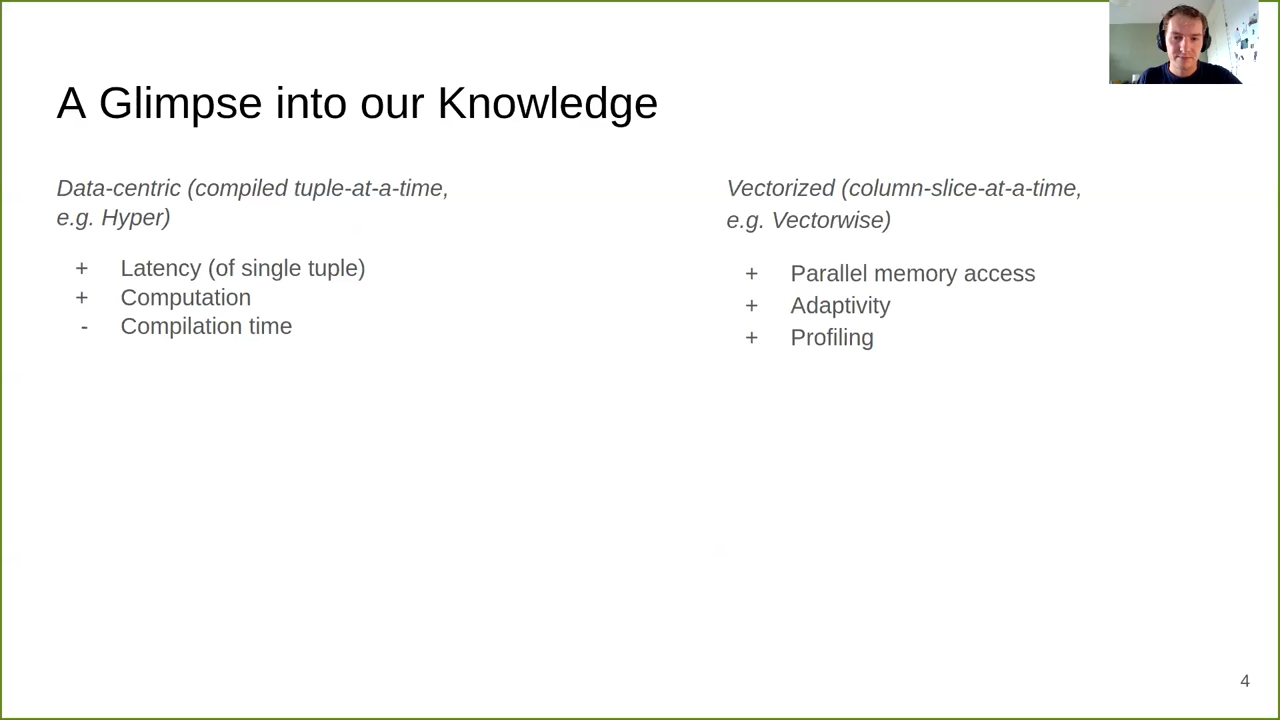 A Glimpse into our Knowledge
Data-centric (compiled tuple-at-a-time,
e.g. Hyper)
+ Latency (of single tuple)
+ Computation
- Compilation time
Vectorized (column-slice-at-a-time,
e.g. Vectorwise)
+ Parallel memory access
+ Adaptivity
+ Profiling
4